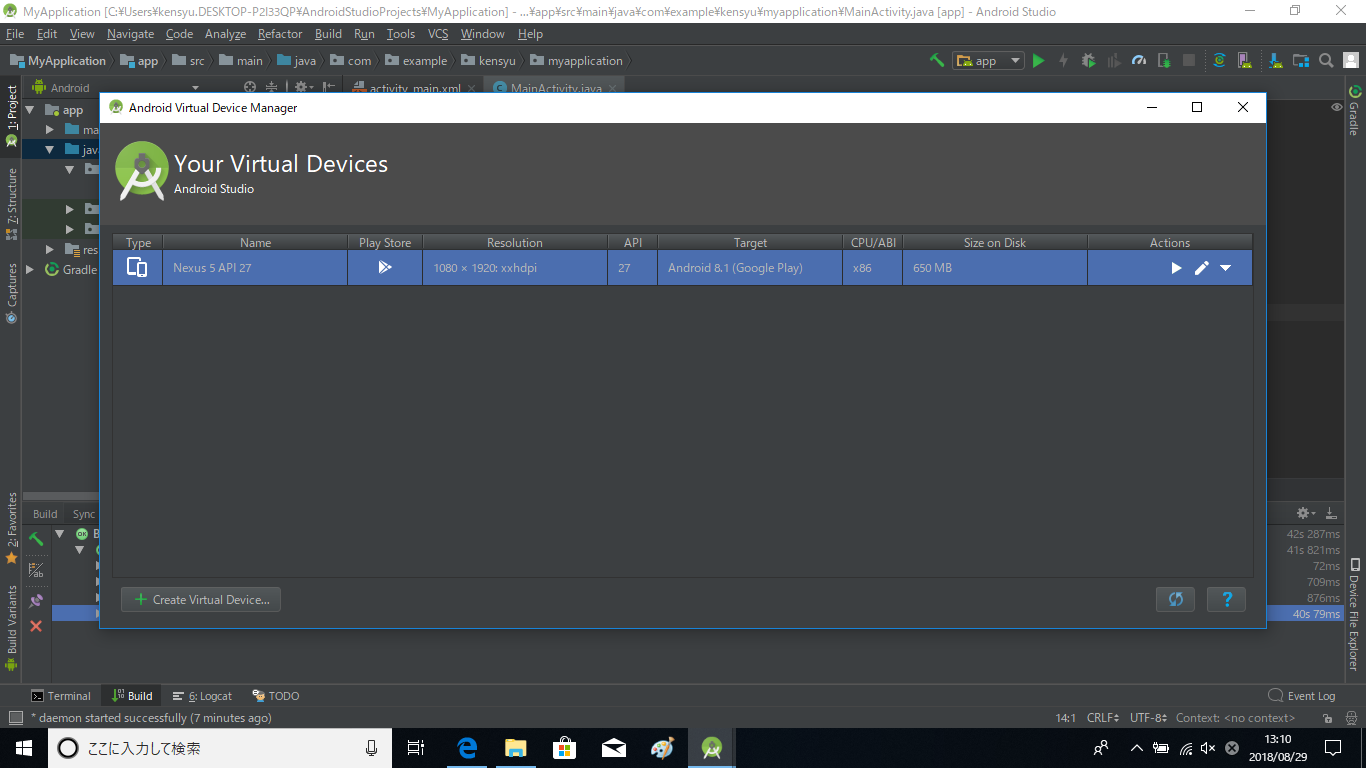 MyApplication [C:¥Users¥kensyu.DESKTOP-P2I33QP¥AndroidStudioProjects¥MyApplication] - ...¥app¥src¥main¥java¥com¥example¥kensyu¥myapplication¥MainActivity.java [app] - Android Studio
File Edit View Navigate Code Analyze Refactor Build Run Tools VCS Window Help
MyApplication app src main java com example kensyu myapplication app
Android activity_main.xml MainActivity.java
1: Project
7: Structure
Captures
2: Favorites
Build Variants
app
ma
java
res
Gradle
Android Virtual Device Manager
Your Virtual Devices
Android Studio
Type Name Play Store Resolution API Target CPU/ABI Size on Disk Actions
Nexus 5 API 27 1080 × 1920: xxhdpi 27 Android 8.1 (Google Play) x86 650 MB
Create Virtual Device... ?
Gradle
Device File Explorer
Build Sync
OK B
42s 287ms
41s 821ms
72ms
709ms
876ms
40s 79ms
Terminal Build 6: Logcat TODO Event Log
* daemon started successfully (7 minutes ago) 14:1 CRLF UTF-8 Context: <no context>
ここに入力して検索
13:10
2018/08/29